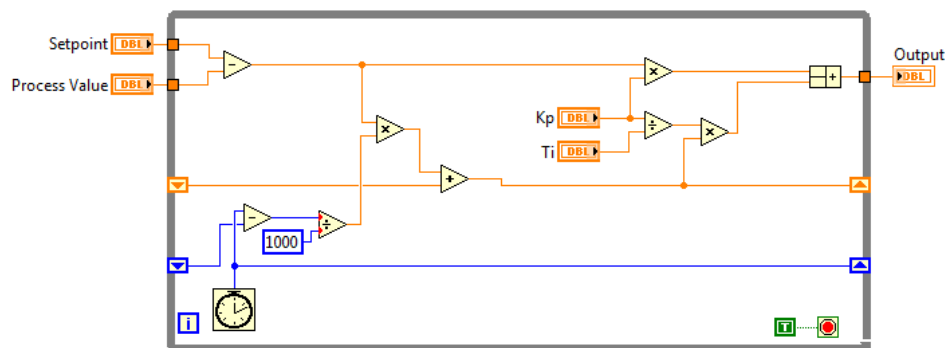 Setpoint DBL
Process Value DBL
Output
DBL
Kp DBL
Ti DBL
1000
i
T